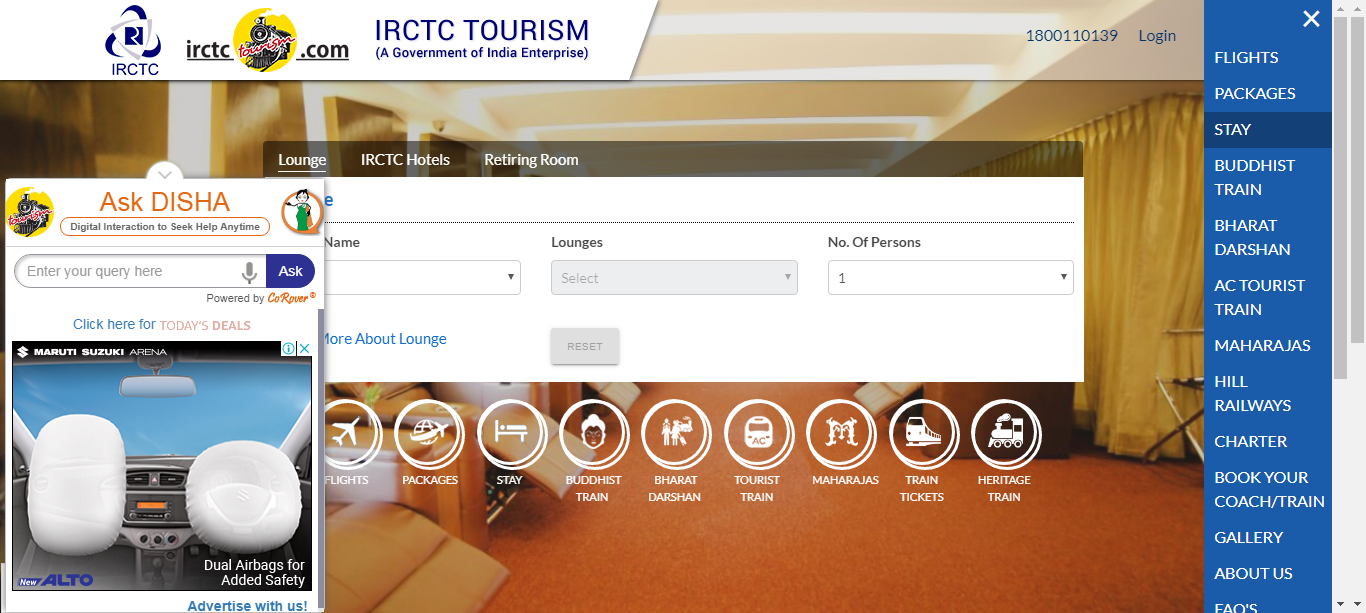 IRCTC
irctc tourism .com
IRCTC TOURISM
(A Government of India Enterprise)
1800110139 Login
FLIGHTS
PACKAGES
STAY
BUDDHIST
TRAIN
BHARAT
DARSHAN
AC TOURIST
TRAIN
MAHARAJAS
HILL
RAILWAYS
CHARTER
BOOK YOUR
COACH/TRAIN
GALLERY
ABOUT US
FAQ'S
Lounge IRCTC Hotels Retiring Room
e
Name Lounges No. Of Persons
Select 1
More About Lounge RESET
tourism
Ask DISHA
Digital Interaction to Seek Help Anytime
Enter your query here Ask
Powered by CoRover ®
Click here for TODAY'S DEALS
MARUTI SUZUKI ARENA
Dual Airbags for
Added Safety
New ALTO
Advertise with us!
FLIGHTS
PACKAGES
STAY
BUDDHIST
TRAIN
BHARAT
DARSHAN
AC
TOURIST
TRAIN
MAHARAJAS
TRAIN
TICKETS
HERITAGE
TRAIN